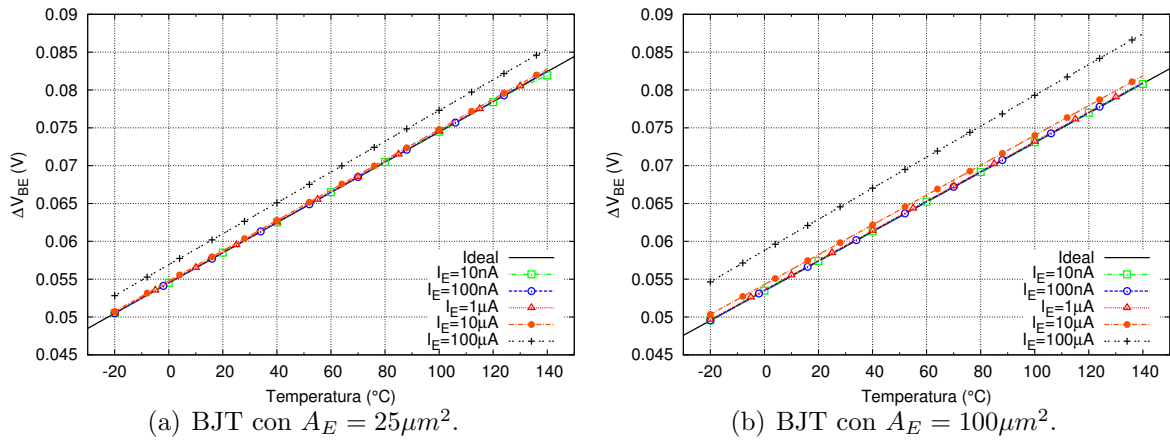 0.09
0.085
0.08
0.075
0.07
0.065
0.06
0.055
0.05
0.045
ΔV_BE (V)
-20 0 20 40 60 80 100 120 140
Temperatura (°C)
Ideal
I_E=10nA
I_E=100nA
I_E=1µA
I_E=10µA
I_E=100µA
(a) BJT con A_E = 25µm².
0.09
0.085
0.08
0.075
0.07
0.065
0.06
0.055
0.05
0.045
ΔV_BE (V)
-20 0 20 40 60 80 100 120 140
Temperatura (°C)
Ideal
I_E=10nA
I_E=100nA
I_E=1µA
I_E=10µA
I_E=100µA
(b) BJT con A_E = 100µm².